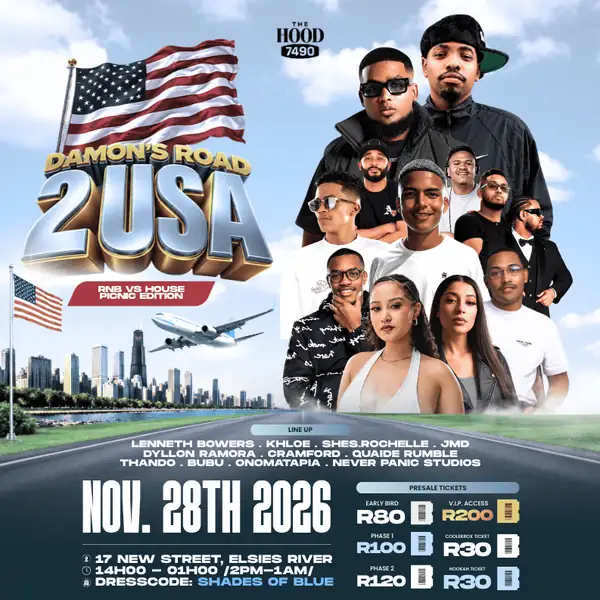 THE
HOOD
7490
DAMON'S ROAD
2USA
RNB VS HOUSE
PICNIC EDITION
LINE UP
LENNETH BOWERS . KHLOE . SHES.ROCHELLE . JMD
DYLLON RAMORA . CRAMFORD . QUAIDE RUMBLE
THANDO . BUBU . ONOMATAPIA . NEVER PANIC STUDIOS
NOV. 28TH 2026
17 NEW STREET, ELSIES RIVER
14H00 – 01H00 /2PM-1AM/
DRESSCODE: SHADES OF BLUE
PRESALE TICKETS
EARLY BIRD
R80
V.I.P. ACCESS
R200
PHASE 1
R100
COOLERBOX TICKET
R30
PHASE 2
R120
HOOKAH TICKET
R30